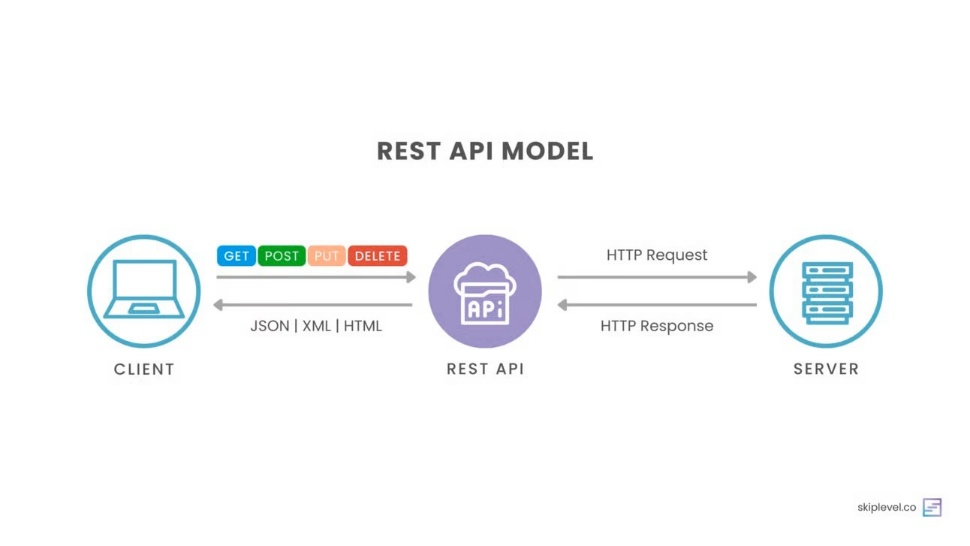 REST API MODEL
GET POST PUT DELETE
JSON | XML | HTML
HTTP Request
HTTP Response
API
CLIENT
REST API
SERVER
skiplevel.co